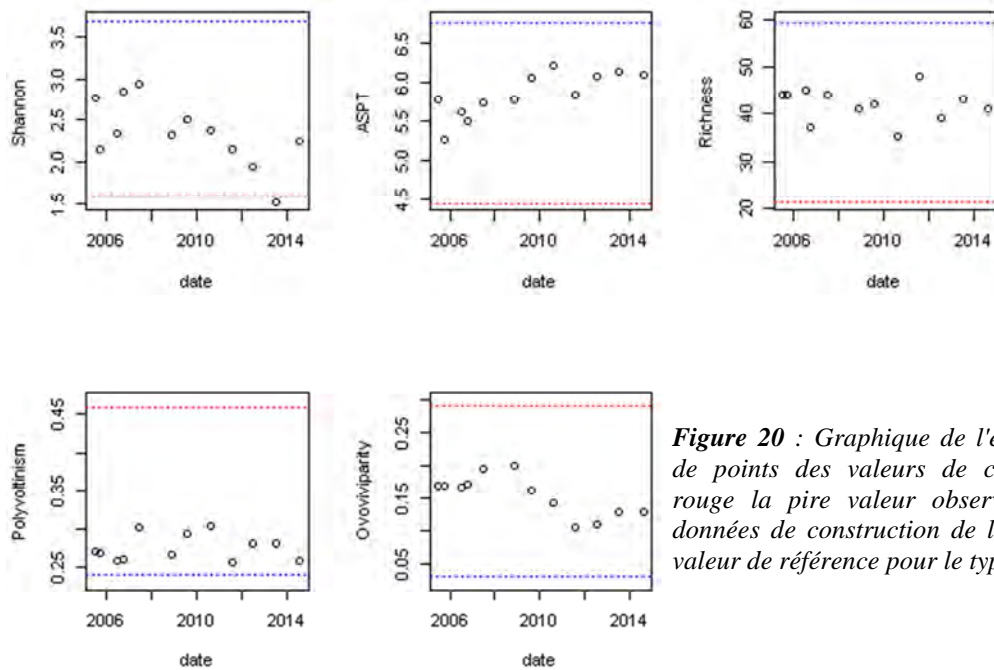 Shannon
3.5
3.0
2.5
2.0
1.5
2006 2010 2014
date
ASPT
6.5
6.0
5.5
5.0
4.5
2006 2010 2014
date
Richness
60
50
40
30
20
2006 2010 2014
date
Polyvoltinism
0.45
0.35
0.25
2006 2010 2014
date
Ovoviviparity
0.25
0.15
0.05
2006 2010 2014
date
Figure 20 : Graphique de l'é
de points des valeurs de c
rouge la pire valeur obser
données de construction de l
valeur de référence pour le typ